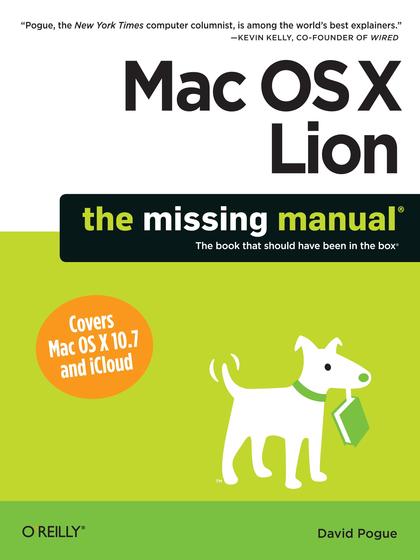 “Pogue, the New York Times computer columnist, is among the world’s best explainers.”
—KEVIN KELLY, CO-FOUNDER OF WIRED
Mac OS X
Lion
the missing manual®
The book that should have been in the box®
Covers
Mac OS X 10.7
and iCloud
™
O’REILLY®
David Pogue